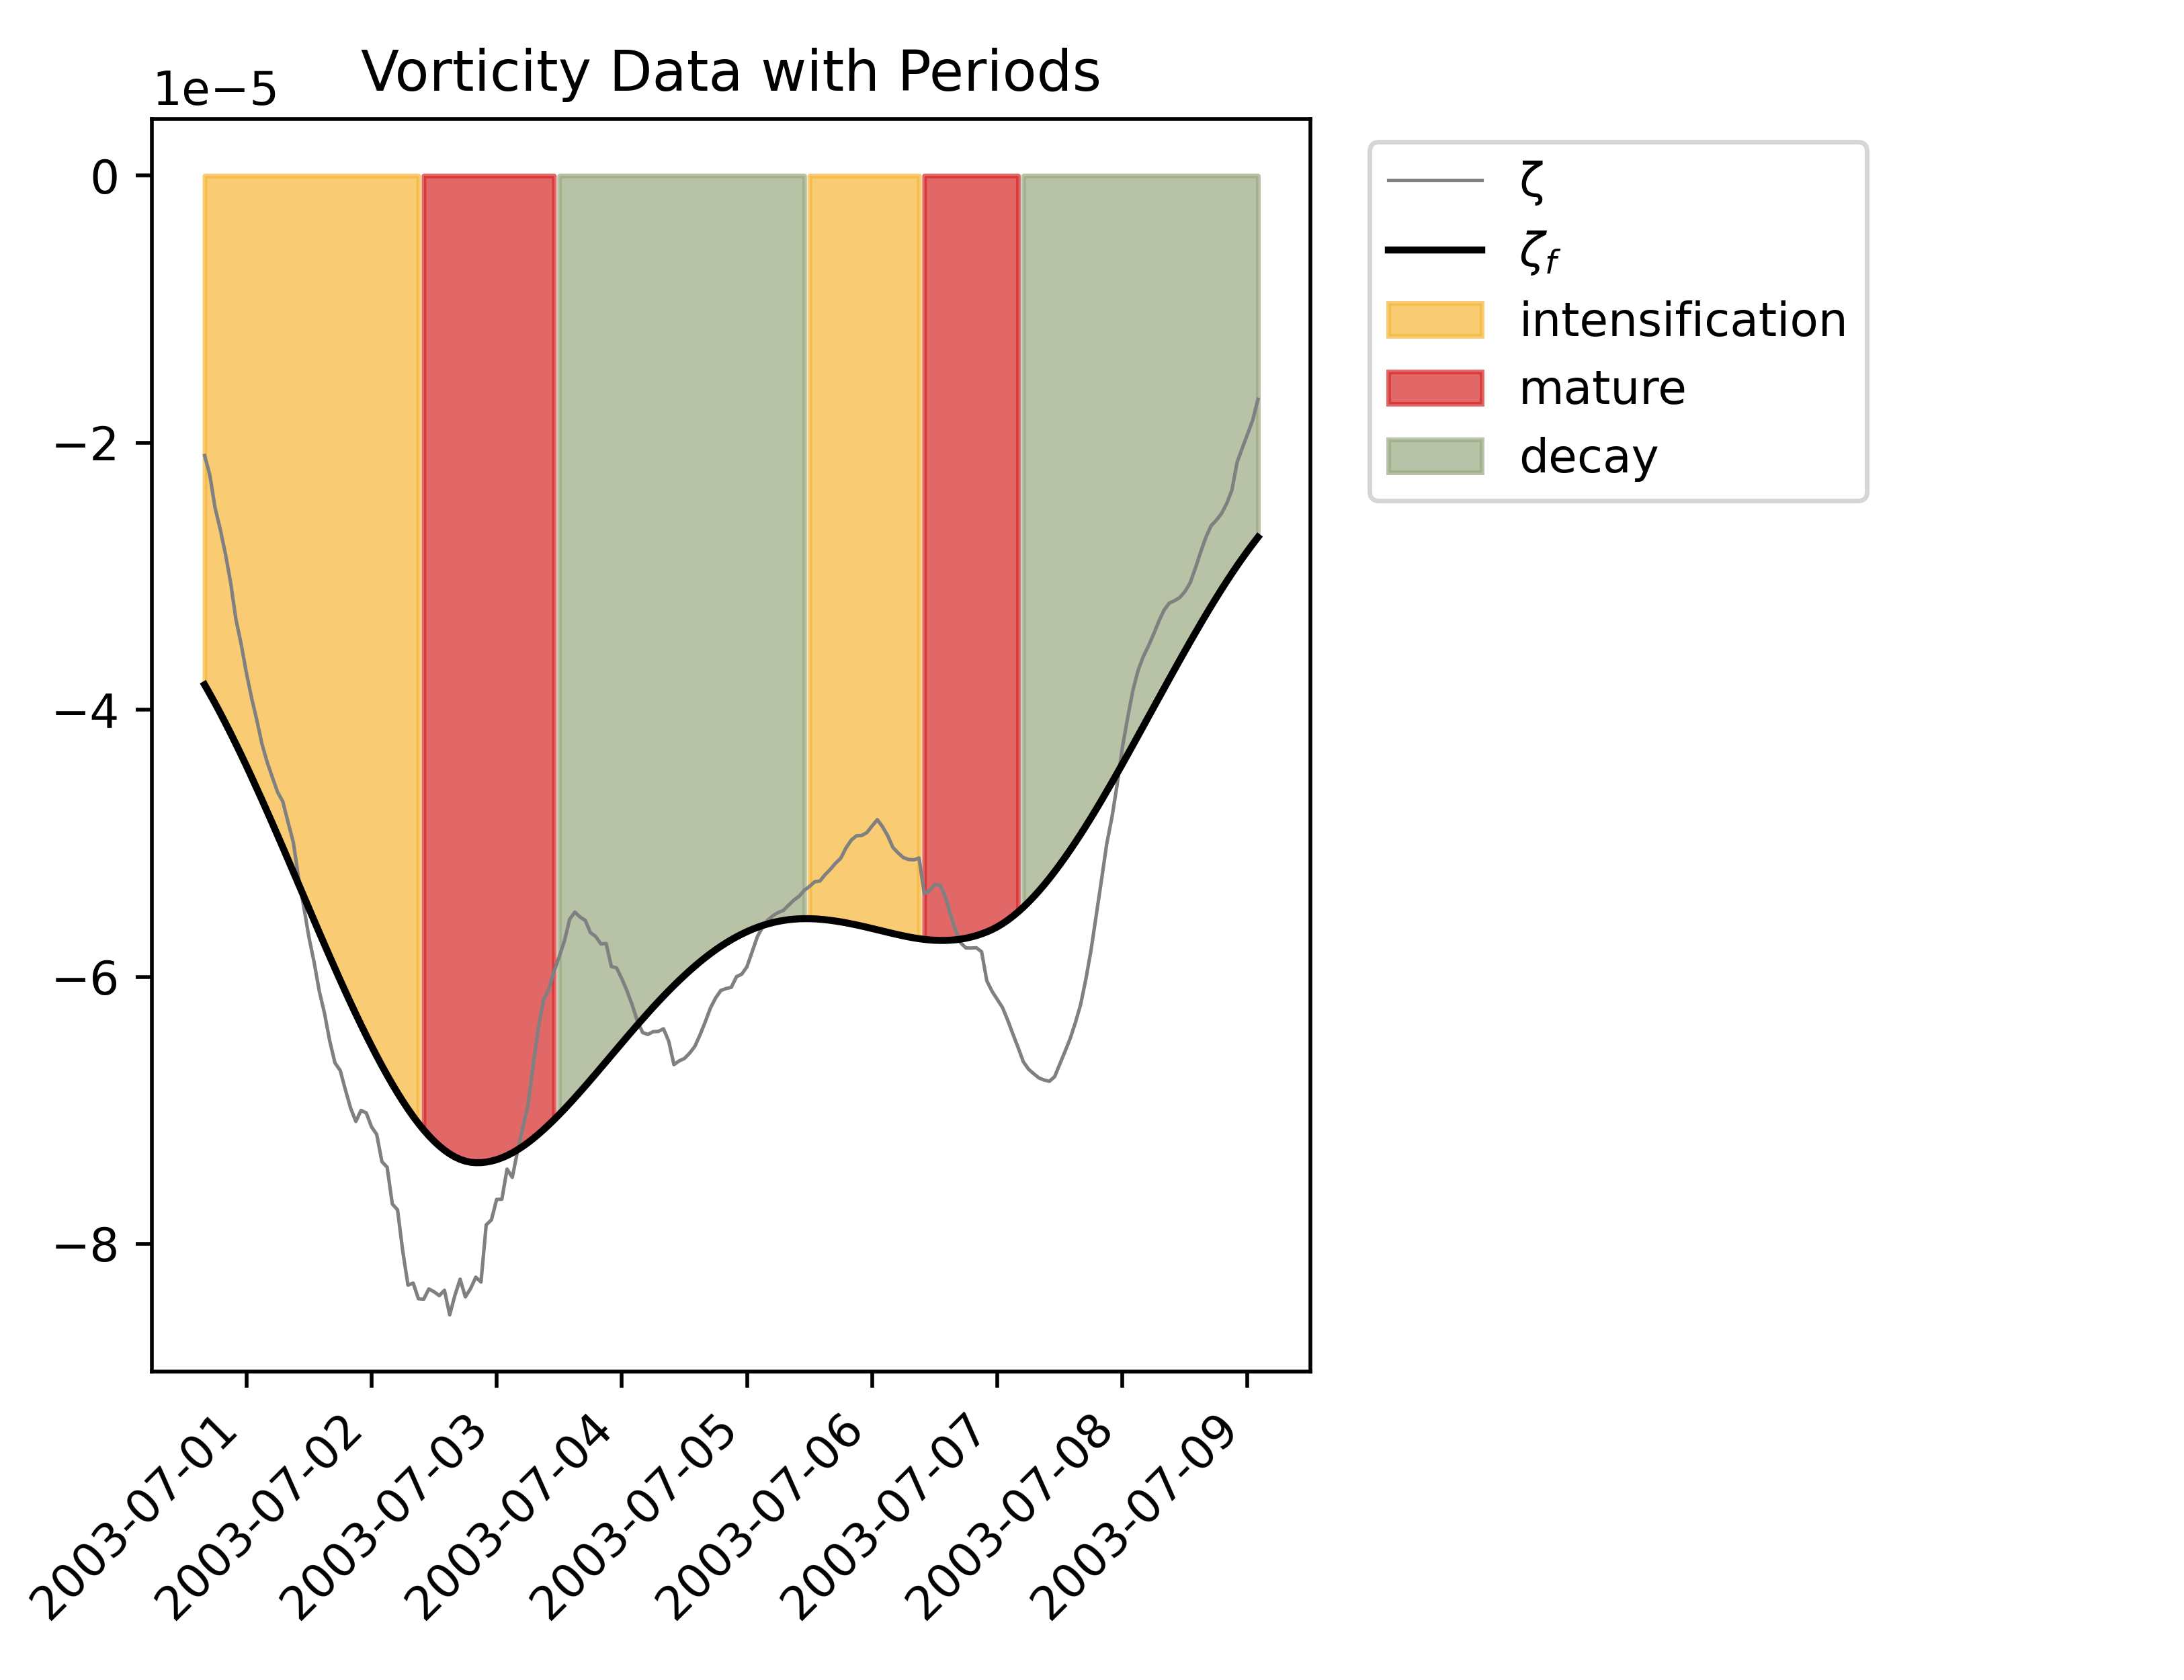 Vorticity Data with Periods
1e−5
0
−2
−4
−6
−8
2003-07-01
2003-07-02
2003-07-03
2003-07-04
2003-07-05
2003-07-06
2003-07-07
2003-07-08
2003-07-09
ζ
ζf
intensification
mature
decay